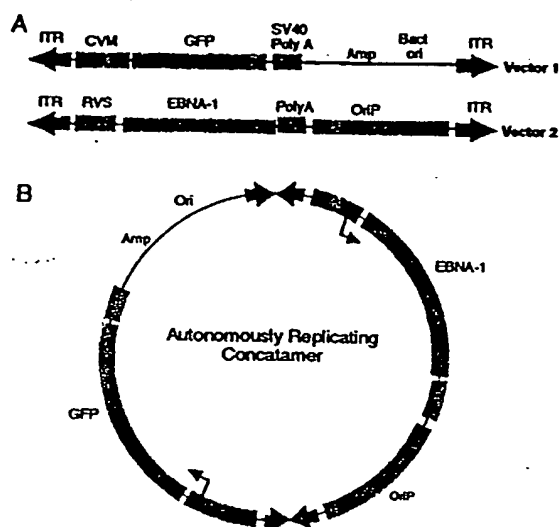 A
ITR CVM GFP SV40 Poly A Amp Bact ori ITR
Vector 1
ITR RVS EBNA-1 PolyA OriP ITR
Vector 2
B
Ori
Amp
EBNA-1
Autonomously Replicating
Concatamer
GFP
OriP